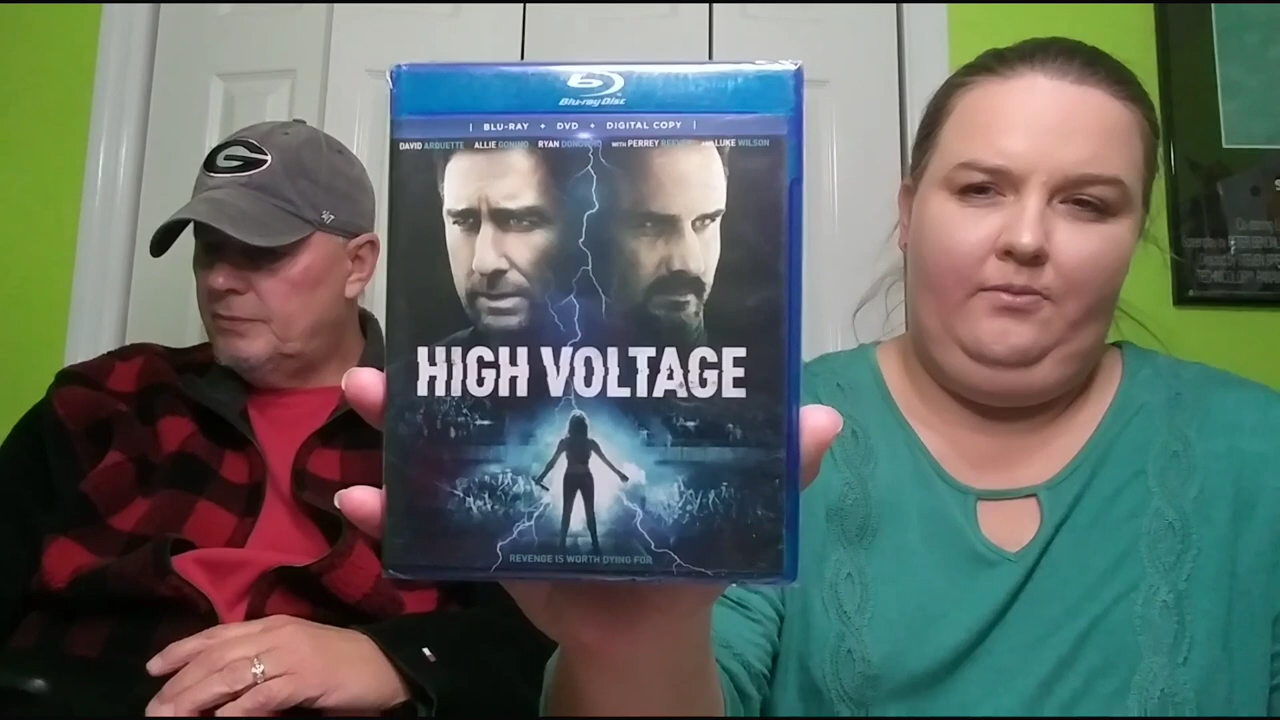 Blu-ray Disc
| BLU-RAY + DVD + DIGITAL COPY |
DAVID ARQUETTE ALLIE GONINO RYAN DONOWHO WITH PERREY REEVES AND LUKE WILSON
HIGH VOLTAGE
REVENGE IS WORTH DYING FOR
G
47